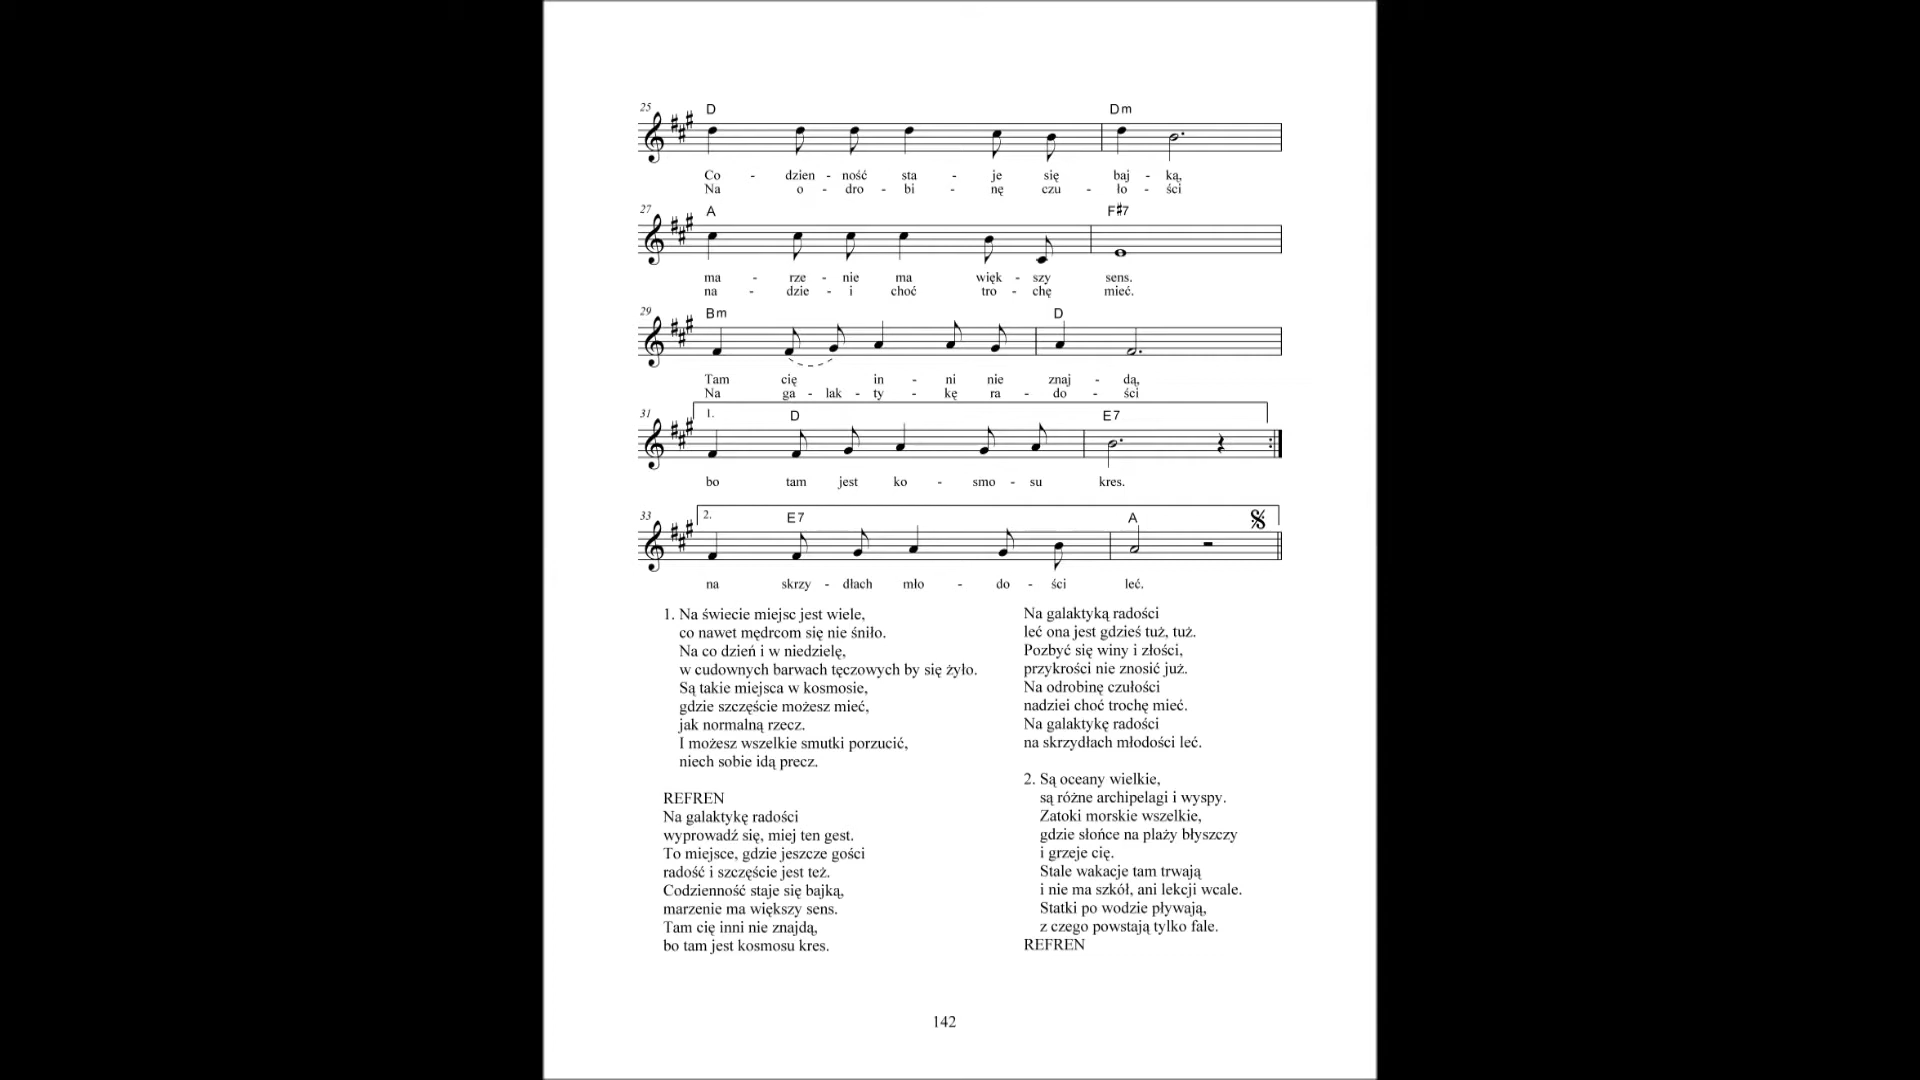 25 D Dm
Co - dzien - ność sta - je się baj - ką,
Na o - dro - bi - nę czu - ło - ści
27 A F#7
ma - rze - nie ma więk - szy sens.
na - dzie - i choć tro - chę mieć.
29 Bm D
Tam cię in - ni nie znaj - dą,
Na ga - lak - ty - kę ra - do - ści
31 1. D E7
bo tam jest ko - smo - su kres.
33 2. E7 A
na skrzy - dłach mło - do - ści leć.
1. Na świecie miejsc jest wiele,
co nawet mędrcom się nie śniło.
Na co dzień i w niedzielę,
w cudownych barwach tęczowych by się żyło.
Są takie miejsca w kosmosie,
gdzie szczęście możesz mieć,
jak normalną rzecz.
I możesz wszelkie smutki porzucić,
niech sobie idą precz.
REFREN
Na galaktykę radości
wyprowadź się, miej ten gest.
To miejsce, gdzie jeszcze gości
radość i szczęście jest też.
Codzienność staje się bajką,
marzenie ma większy sens.
Tam cię inni nie znajdą,
bo tam jest kosmosu kres.
Na galaktyką radości
leć ona jest gdzieś tuż, tuż.
Pozbyć się winy i złości,
przykrości nie znosić już.
Na odrobinę czułości
nadziei choć trochę mieć.
Na galaktykę radości
na skrzydłach młodości leć.
2. Są oceany wielkie,
są różne archipelagi i wyspy.
Zatoki morskie wszelkie,
gdzie słońce na plaży błyszczy
i grzeje cię.
Stale wakacje tam trwają
i nie ma szkół, ani lekcji wcale.
Statki po wodzie pływają,
z czego powstają tylko fale.
REFREN
142